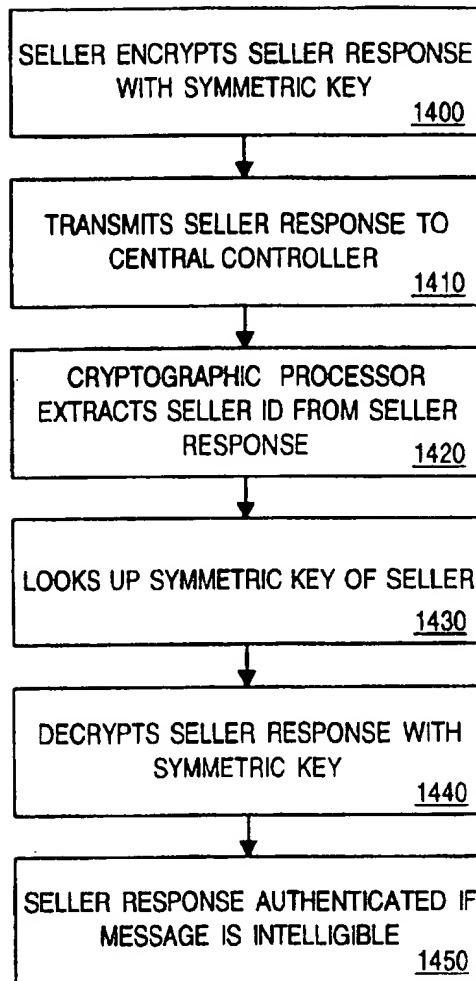 SELLER ENCRYPTS SELLER RESPONSE
WITH SYMMETRIC KEY
1400
TRANSMITS SELLER RESPONSE TO
CENTRAL CONTROLLER
1410
CRYPTOGRAPHIC PROCESSOR
EXTRACTS SELLER ID FROM SELLER
RESPONSE
1420
LOOKS UP SYMMETRIC KEY OF SELLER
1430
DECRYPTS SELLER RESPONSE WITH
SYMMETRIC KEY
1440
SELLER RESPONSE AUTHENTICATED IF
MESSAGE IS INTELLIGIBLE
1450